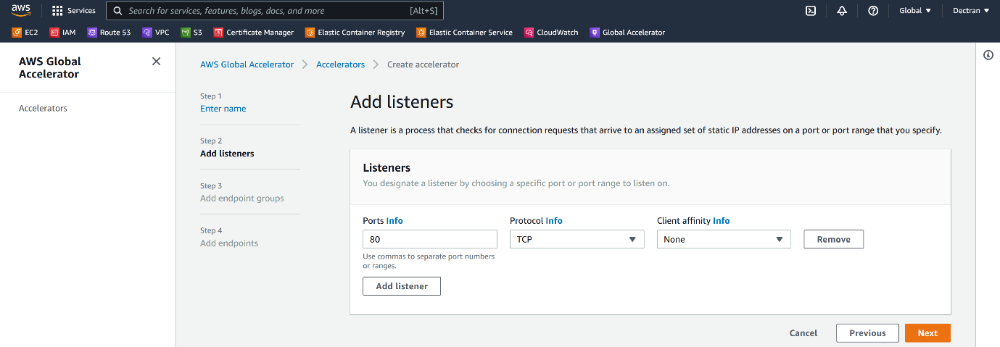 aws
Services
Search for services, features, blogs, docs, and more
[Alt+S]
Global
Dectran
EC2
IAM
Route 53
VPC
S3
Certificate Manager
Elastic Container Registry
Elastic Container Service
CloudWatch
Global Accelerator
AWS Global
Accelerator
Accelerators
AWS Global Accelerator
Accelerators
Create accelerator
Step 1
Enter name
Step 2
Add listeners
Step 3
Add endpoint groups
Step 4
Add endpoints
Add listeners
A listener is a process that checks for connection requests that arrive to an assigned set of static IP addresses on a port or port range that you specify.
Listeners
You designate a listener by choosing a specific port or port range to listen on.
Ports Info
Protocol Info
Client affinity Info
80
TCP
None
Remove
Use commas to separate port numbers
or ranges.
Add listener
Cancel
Previous
Next